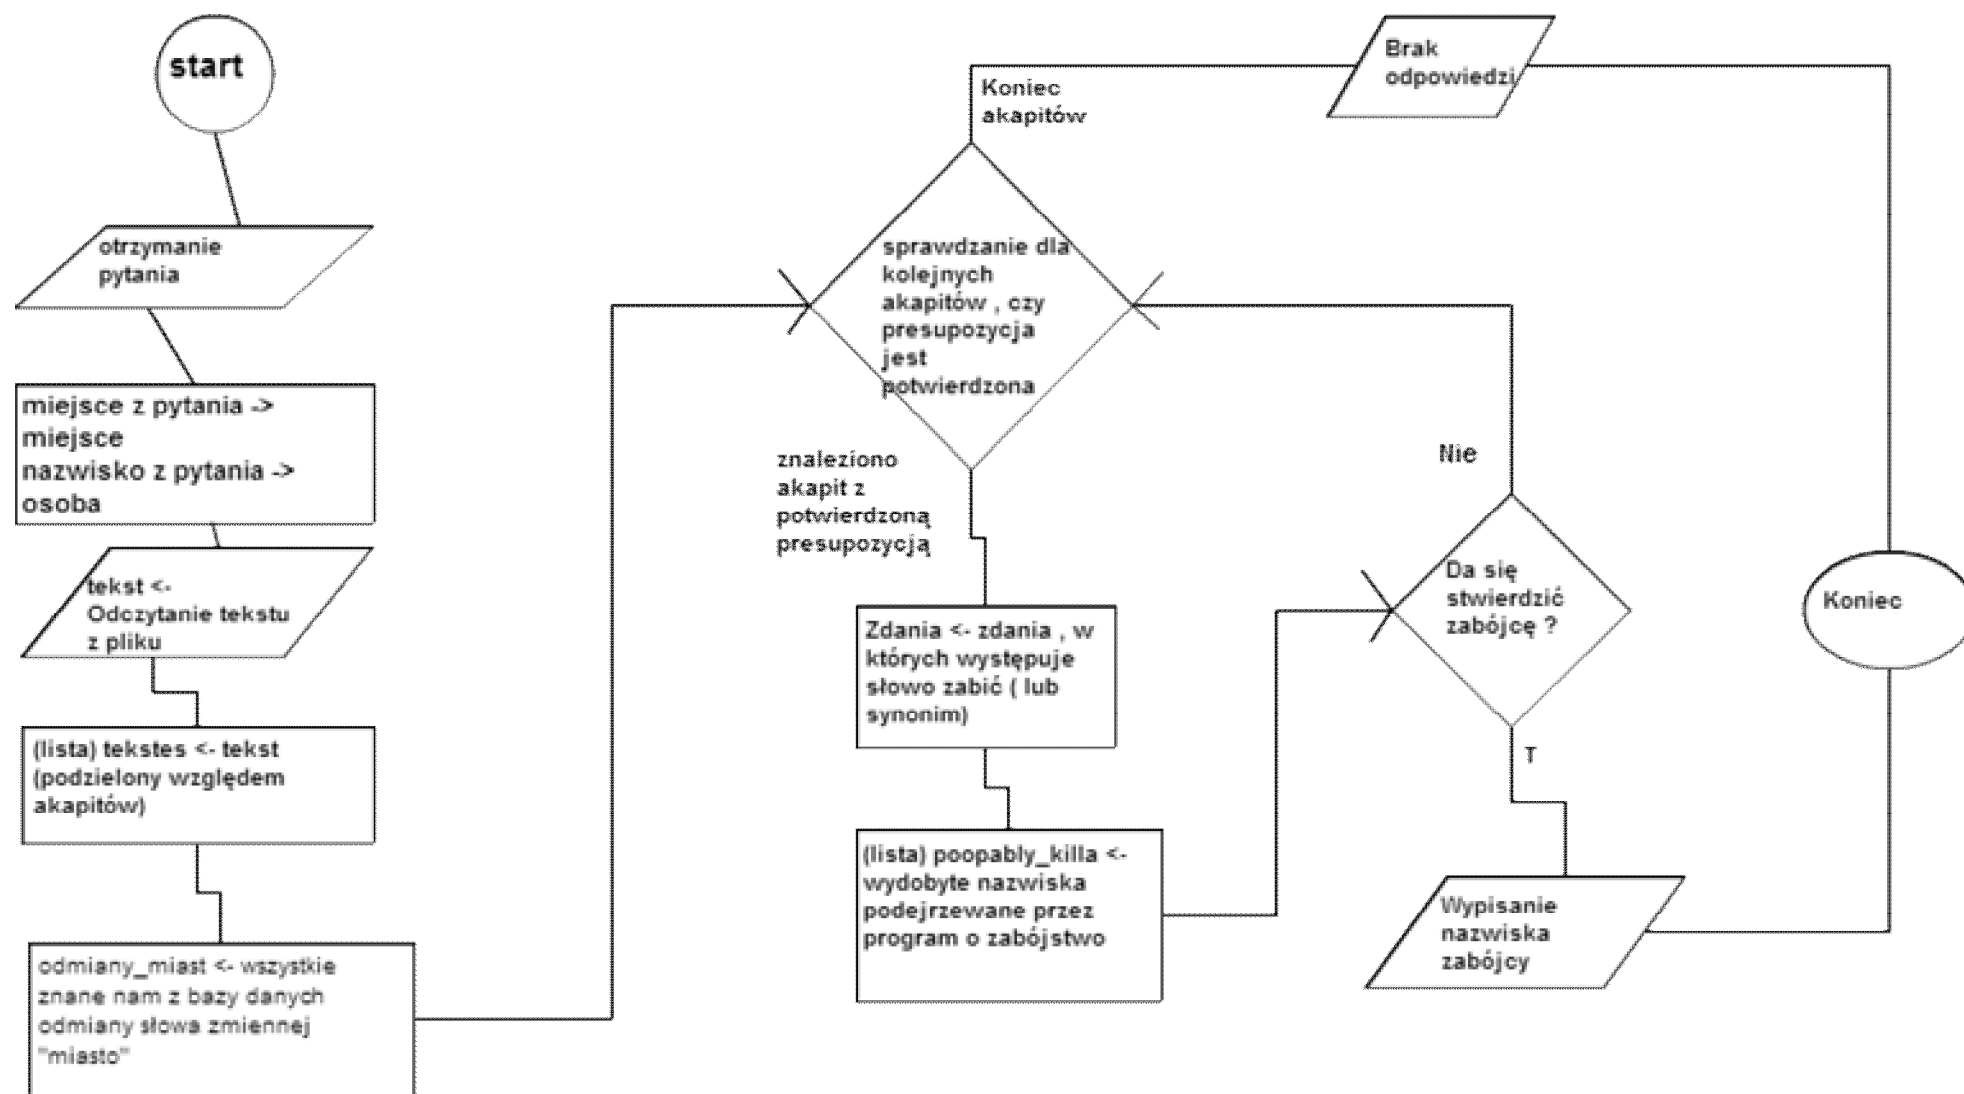 start
otrzymanie
pytania
miejsce z pytania ->
miejsce
nazwisko z pytania ->
osoba
tekst <-
Odczytanie tekstu
z pliku
(lista) tekstes <- tekst
(podzielony względem
akapitów)
odmiany_miast <- wszystkie
znane nam z bazy danych
odmiany słowa zmiennej
"miasto"
Koniec
akapitów
sprawdzanie dla
kolejnych
akapitów , czy
presupozycja
jest
potwierdzona
znaleziono
akapit z
potwierdzoną
presupozycją
Zdania <- zdania , w
których występuje
słowo zabić ( lub
synonim)
(lista) poopably_killa <-
wydobyte nazwiska
podejrzewane przez
program o zabójstwo
Nie
Da się
stwierdzić
zabójcę ?
T
Wypisanie
nazwiska
zabójcy
Brak
odpowiedzi
Koniec